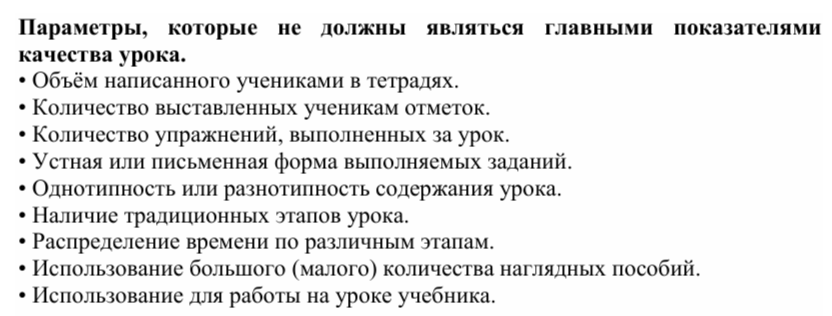 Параметры, которые не должны являться главными показателями
качества урока.
• Объём написанного учениками в тетрадях.
• Количество выставленных ученикам отметок.
• Количество упражнений, выполненных за урок.
• Устная или письменная форма выполняемых заданий.
• Однотипность или разнотипность содержания урока.
• Наличие традиционных этапов урока.
• Распределение времени по различным этапам.
• Использование большого (малого) количества наглядных пособий.
• Использование для работы на уроке учебника.